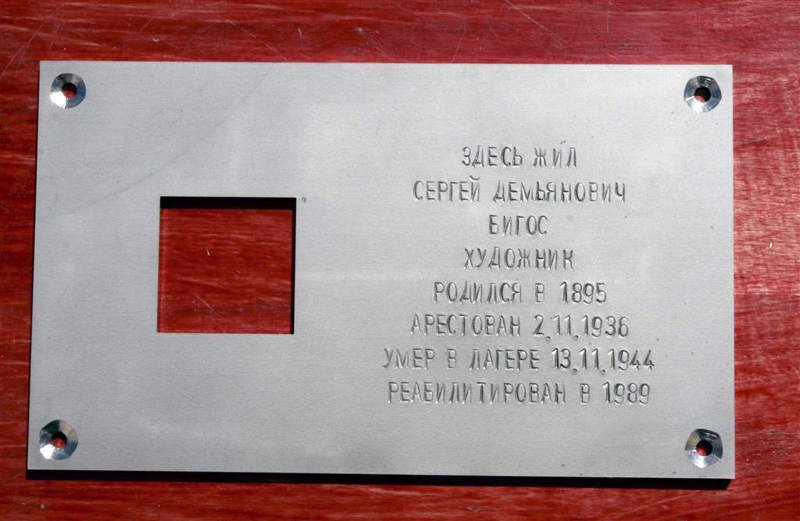 ЗДЕСЬ ЖИЛ
СЕРГЕЙ ДЕМЬЯНОВИЧ
БИГОС
ХУДОЖНИК
РОДИЛСЯ В 1895
АРЕСТОВАН 2.11.1936
УМЕР В ЛАГЕРЕ 13.11.1944
РЕАБИЛИТИРОВАН В 1989